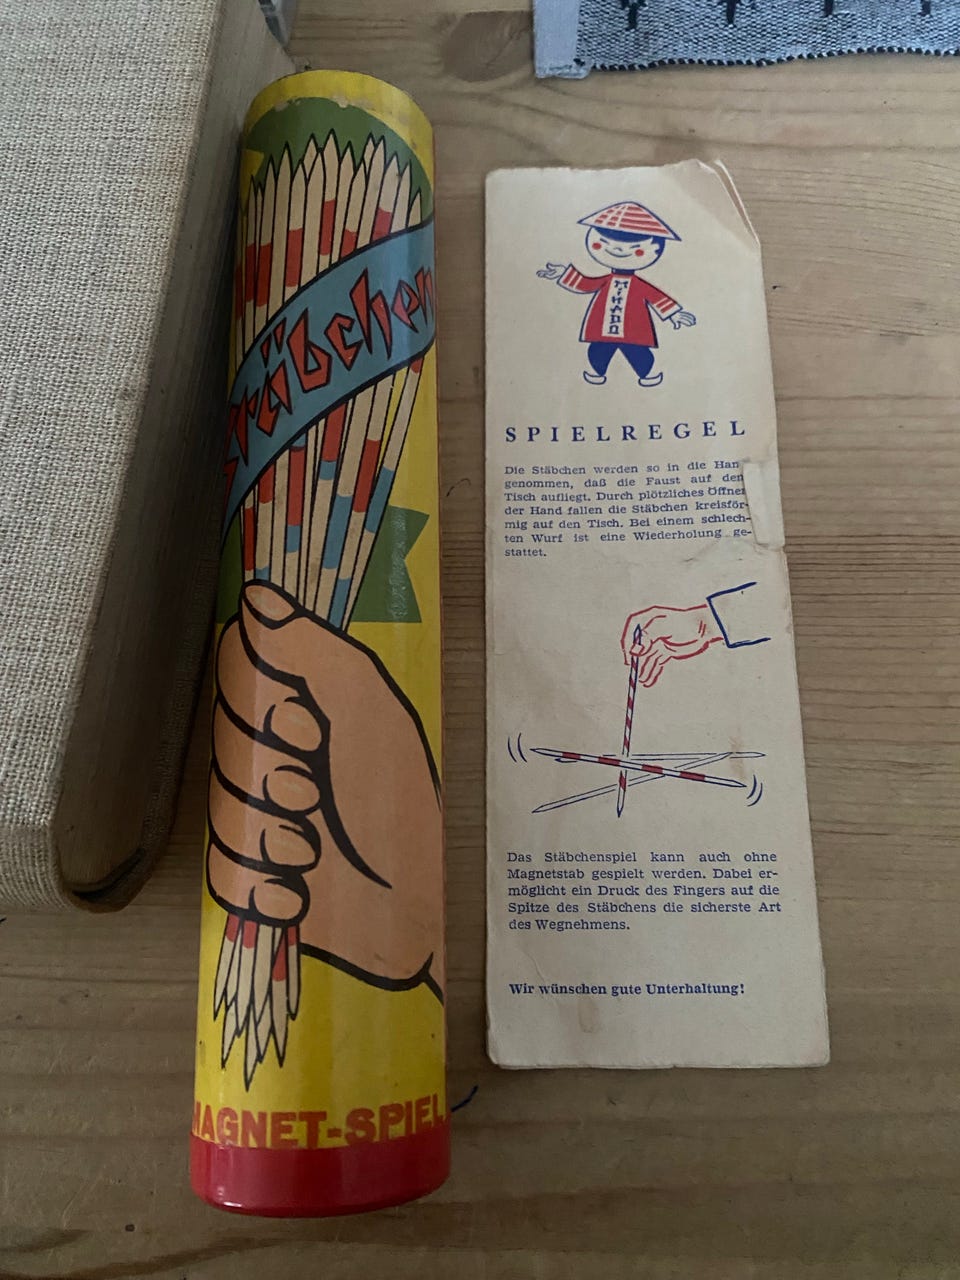 Stäbchen
MAGNET-SPIEL
MIKADO
SPIELREGEL
Die Stäbchen werden so in die Han
genommen, daß die Faust auf den
Tisch aufliegt. Durch plötzliches Öffnen
der Hand fallen die Stäbchen kreisför-
mig auf den Tisch. Bei einem schlech-
ten Wurf ist eine Wiederholung ge-
stattet.
Das Stäbchenspiel kann auch ohne
Magnetstab gespielt werden. Dabei er-
möglicht ein Druck des Fingers auf die
Spitze des Stäbchens die sicherste Art
des Wegnehmens.
Wir wünschen gute Unterhaltung!